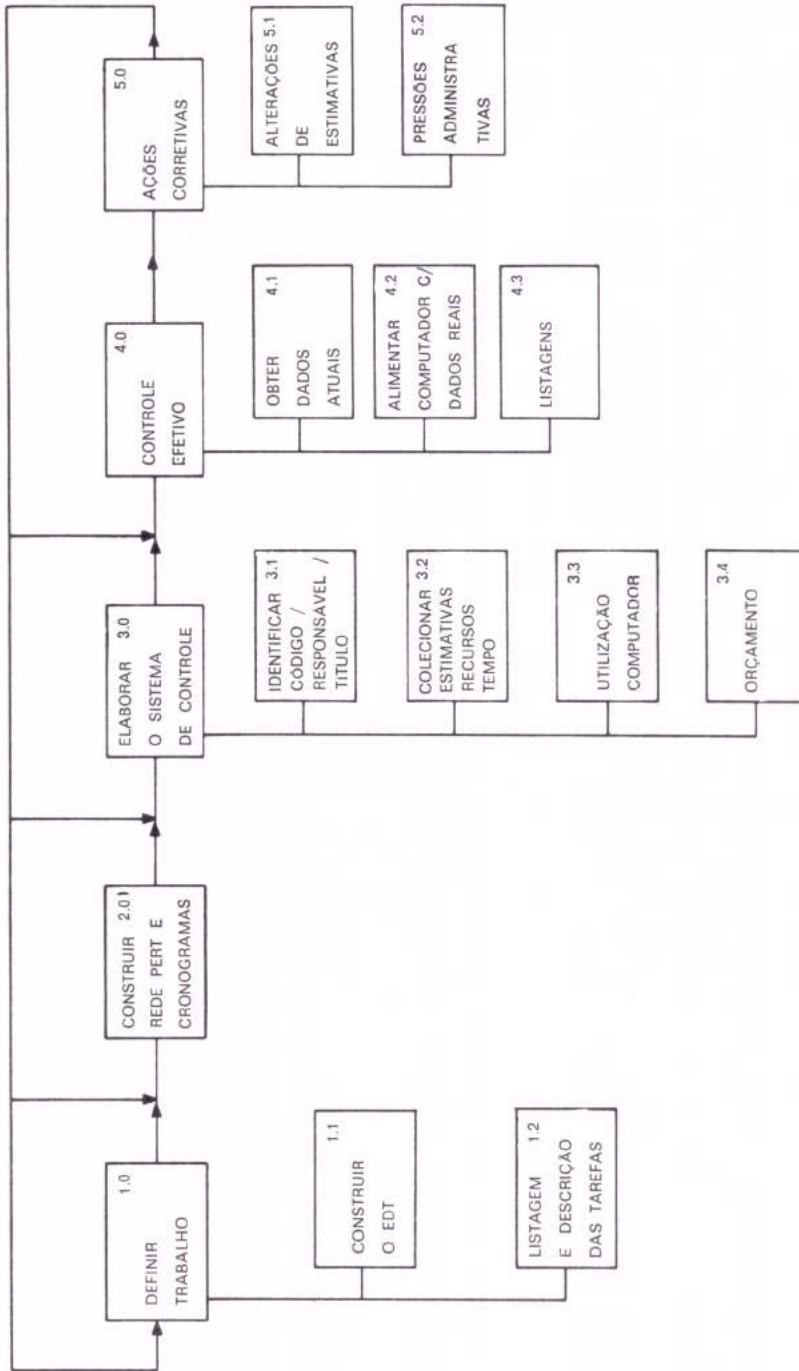 1.0
DEFINIR
TRABALHO
1.1
CONSTRUIR
O EDT
LISTAGEM 1.2
E DESCRIÇÃO
DAS TAREFAS
CONSTRUIR 2.0
REDE PERT E
CRONOGRAMAS
ELABORAR 3.0
O SISTEMA
DE CONTROLE
IDENTIFICAR 3.1
CÓDIGO /
RESPONSÁVEL /
TITULO
COLECIONAR 3.2
ESTIMATIVAS
RECURSOS
TEMPO
3.3
UTILIZAÇÃO
COMPUTADOR
3.4
ORÇAMENTO
4.0
CONTROLE
EFETIVO
4.1
OBTER
DADOS
ATUAIS
4.2
ALIMENTAR
COMPUTADOR C/
DADOS REAIS
4.3
LISTAGENS
5.0
AÇÕES
CORRETIVAS
ALTERAÇÕES 5.1
DE
ESTIMATIVAS
PRESSÕES 5.2
ADMINISTRA
TIVAS